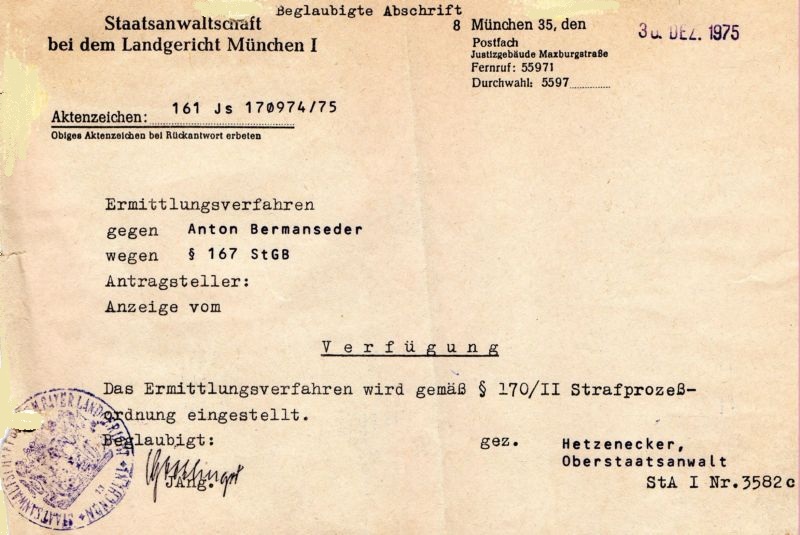 Beglaubigte Abschrift
Staatsanwaltschaft
bei dem Landgericht München I
8 München 35, den
30. DEZ. 1975
Postfach
Justizgebäude Maxburgstraße
Fernruf: 55971
Durchwahl: 5597
Aktenzeichen: 161 Js 170974/75
Obiges Aktenzeichen bei Rückantwort erbeten
Ermittlungsverfahren
gegen Anton Bermanseder
wegen § 167 StGB
Antragsteller:
Anzeige vom
Verfügung
Das Ermittlungsverfahren wird gemäß § 170/II Strafprozeß-
ordnung eingestellt.
Beglaubigt:
gez. Hetzenecker,
Oberstaatsanwalt
JAng.
StA I Nr.3582c